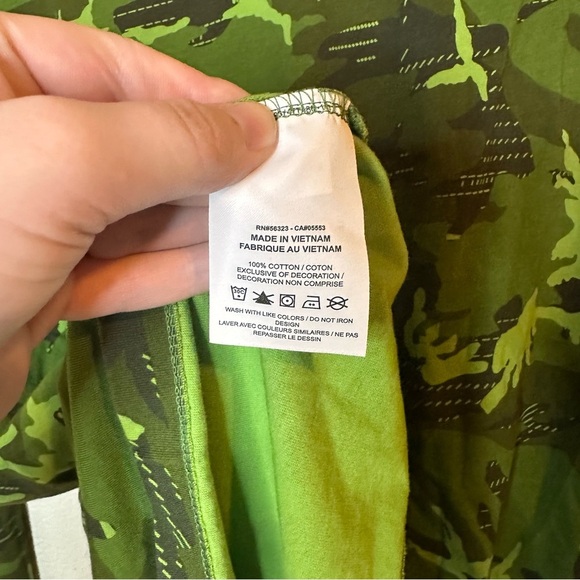 RN#56323 - CA#05553
MADE IN VIETNAM
FABRIQUE AU VIETNAM
100% COTTON / COTON
EXCLUSIVE OF DECORATION /
DECORATION NON COMPRISE
WASH WITH LIKE COLORS / DO NOT IRON
DESIGN
LAVER AVEC COULEURS SIMILAIRES / NE PAS
REPASSER LE DESSIN